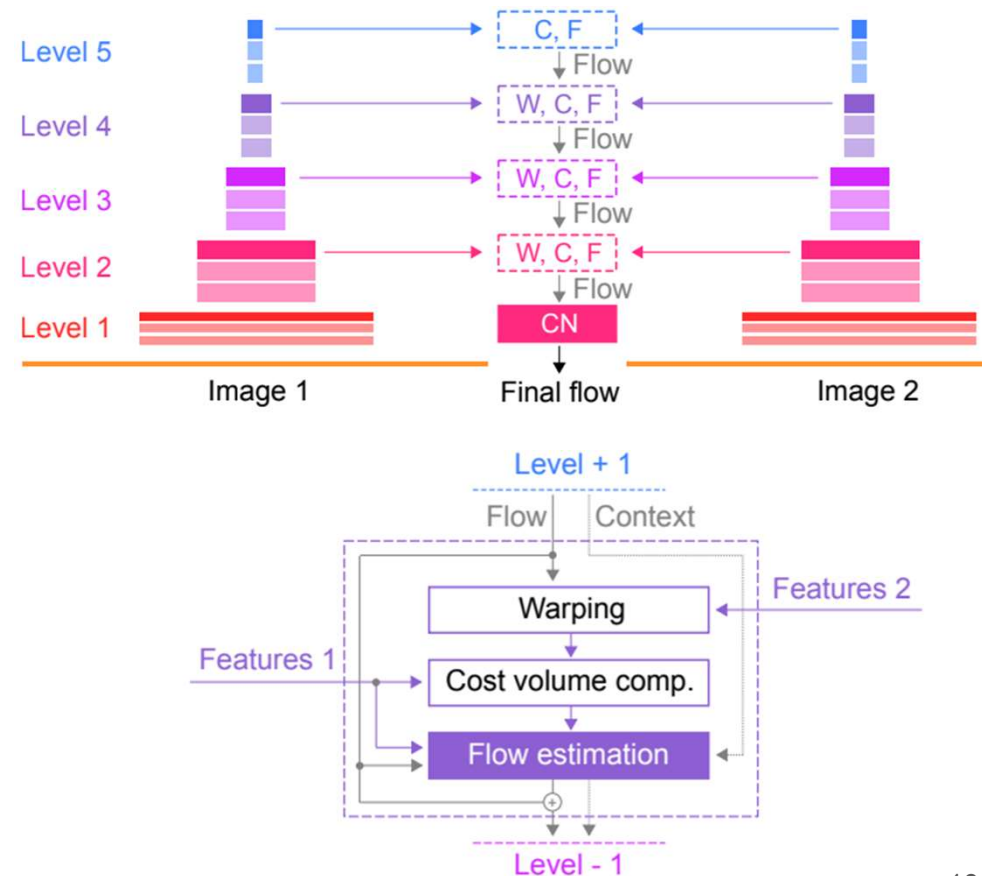 Level 5
C, F
Flow
Level 4
W, C, F
Flow
Level 3
W, C, F
Flow
Level 2
W, C, F
Flow
Level 1
CN
Image 1
Final flow
Image 2
Level + 1
Flow
Context
Warping
Features 2
Features 1
Cost volume comp.
Flow estimation
+
Level - 1